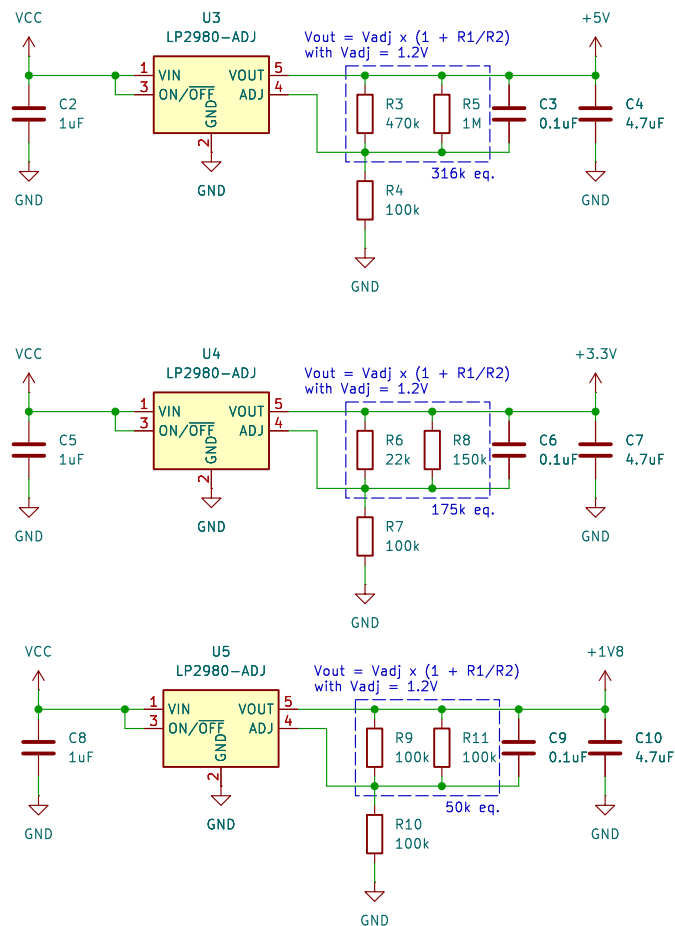 VCC
U3
LP2980-ADJ
Vout = Vadj x (1 + R1/R2)
with Vadj = 1.2V
+5V
1 VIN VOUT 5
3 ON/OFF ADJ 4
GND
2
C2
1uF
R3
470k
R5
1M
C3
0.1uF
C4
4.7uF
316k eq.
GND
GND
GND
R4
100k
GND
VCC
U4
LP2980-ADJ
Vout = Vadj x (1 + R1/R2)
with Vadj = 1.2V
+3.3V
1 VIN VOUT 5
3 ON/OFF ADJ 4
GND
2
C5
1uF
R6
22k
R8
150k
C6
0.1uF
C7
4.7uF
175k eq.
GND
GND
GND
R7
100k
GND
VCC
U5
LP2980-ADJ
Vout = Vadj x (1 + R1/R2)
with Vadj = 1.2V
+1V8
1 VIN VOUT 5
3 ON/OFF ADJ 4
GND
2
C8
1uF
R9
100k
R11
100k
C9
0.1uF
C10
4.7uF
50k eq.
GND
GND
GND
R10
100k
GND